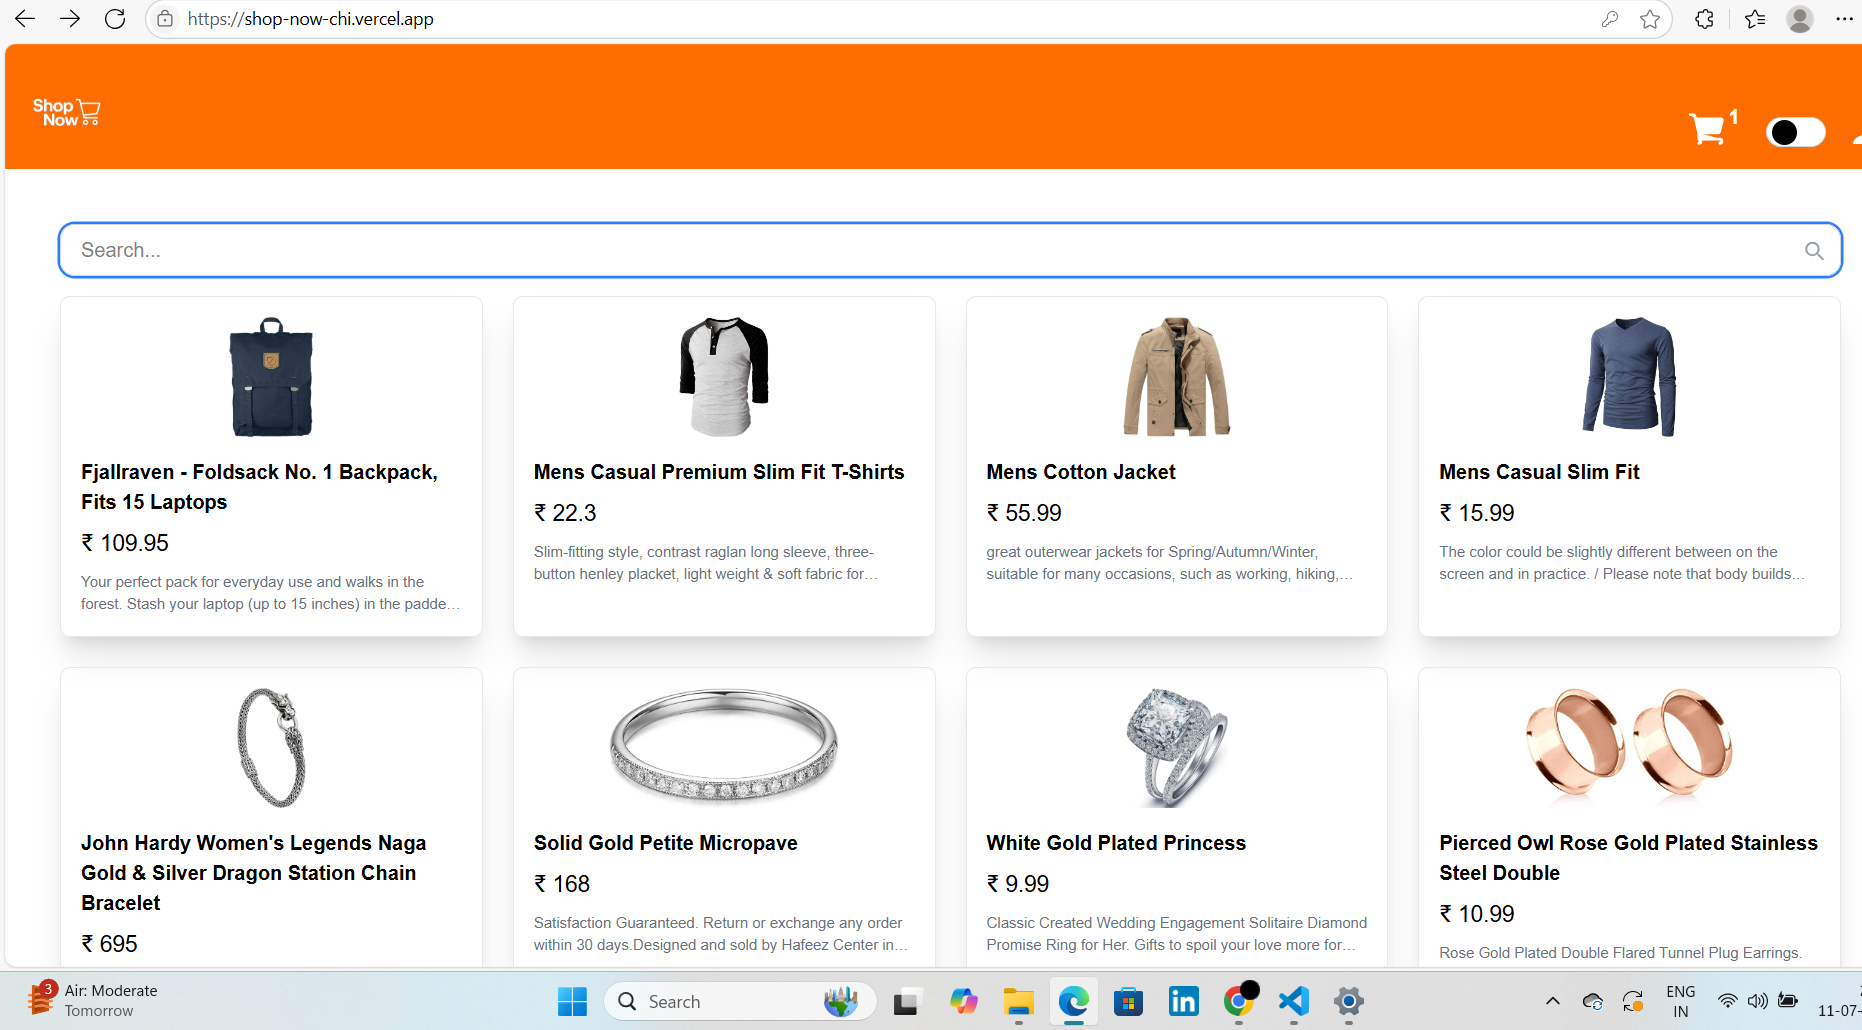 https://shop-now-chi.vercel.app
Shop
Now
1
Search...
Fjallraven - Foldsack No. 1 Backpack,
Fits 15 Laptops
₹ 109.95
Your perfect pack for everyday use and walks in the
forest. Stash your laptop (up to 15 inches) in the padde...
Mens Casual Premium Slim Fit T-Shirts
₹ 22.3
Slim-fitting style, contrast raglan long sleeve, three-
button henley placket, light weight & soft fabric for...
Mens Cotton Jacket
₹ 55.99
great outerwear jackets for Spring/Autumn/Winter,
suitable for many occasions, such as working, hiking,...
Mens Casual Slim Fit
₹ 15.99
The color could be slightly different between on the
screen and in practice. / Please note that body builds...
John Hardy Women's Legends Naga
Gold & Silver Dragon Station Chain
Bracelet
₹ 695
Solid Gold Petite Micropave
₹ 168
Satisfaction Guaranteed. Return or exchange any order
within 30 days.Designed and sold by Hafeez Center in...
White Gold Plated Princess
₹ 9.99
Classic Created Wedding Engagement Solitaire Diamond
Promise Ring for Her. Gifts to spoil your love more for...
Pierced Owl Rose Gold Plated Stainless
Steel Double
₹ 10.99
Rose Gold Plated Double Flared Tunnel Plug Earrings.
3
Air: Moderate
Tomorrow
Search
ENG
IN
11-07-